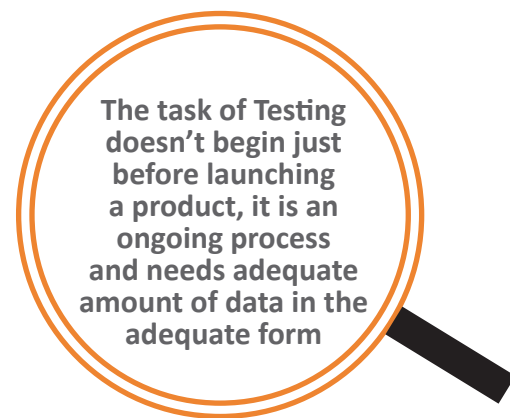 The task of Testing
doesn’t begin just
before launching
a product, it is an
ongoing process
and needs adequate
amount of data in the
adequate form